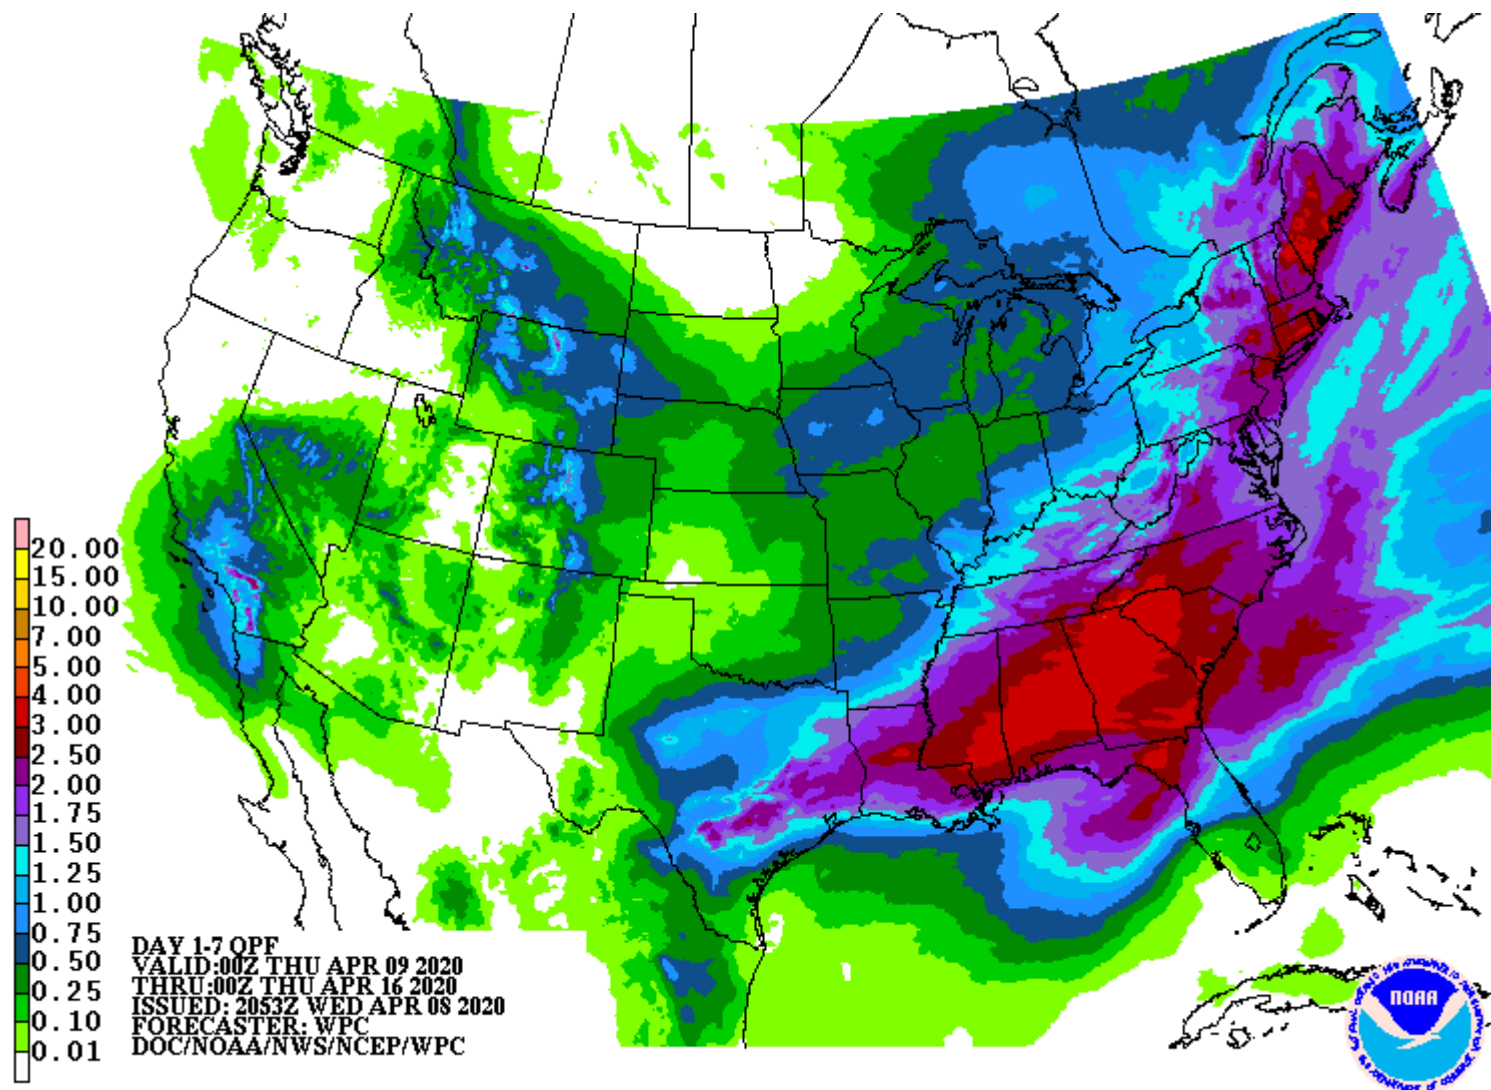 20.00
15.00
10.00
7.00
5.00
4.00
3.00
2.50
2.00
1.75
1.50
1.25
1.00
0.75
0.50
0.25
0.10
0.01
DAY 1-7 QPF
VALID:00Z THU APR 09 2020
THRU:00Z THU APR 16 2020
ISSUED: 2053Z WED APR 08 2020
FORECASTER: WPC
DOC/NOAA/NWS/NCEP/WPC
NOAA